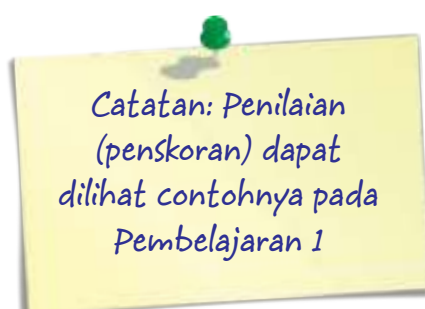 Catatan: Penilaian
(penskoran) dapat
dilihat contohnya pada
Pembelajaran 1